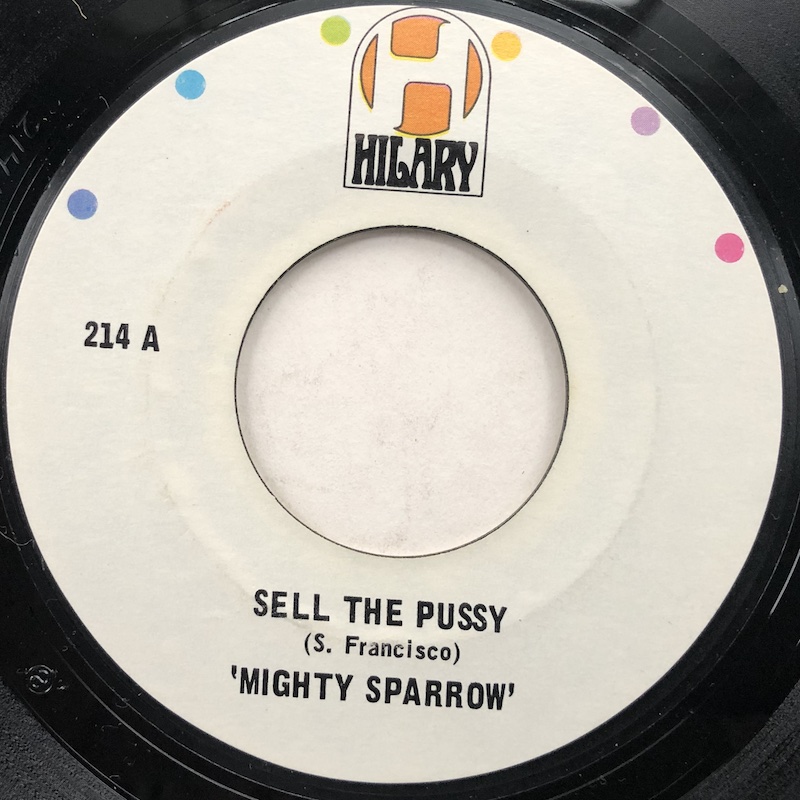 HILARY
214 A
SELL THE PUSSY
(S. Francisco)
'MIGHTY SPARROW'